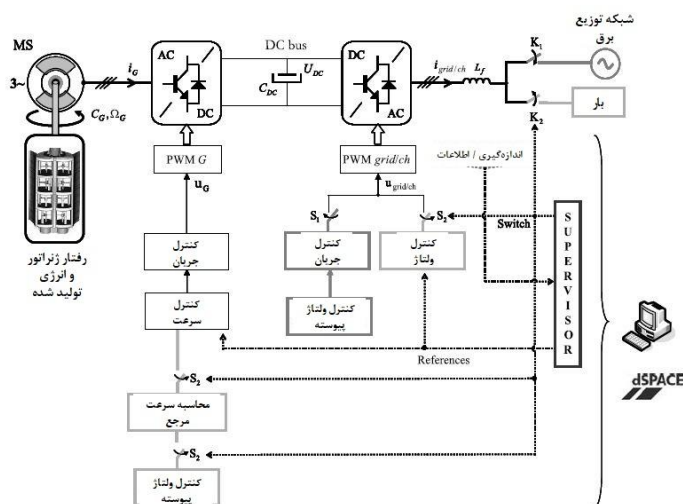 MS
3~
C_G, Ω_G
i_G
AC
DC
DC bus
U_DC
C_DC
DC
AC
i_grid/ch
L_f
K₁
K₂
شبکه توزیع
برق
بار
PWM G
u_G
PWM grid/ch
u_grid/ch
اندازه‌گیری / اطلاعات
S₁
S₂
Switch
SUPERVISOR
رفتار ژنراتور
و انرژی
تولید شده
کنترل
جریان
کنترل
سرعت
کنترل
جریان
کنترل
ولتاژ
کنترل ولتاژ
پیوسته
References
S₂
محاسبه سرعت
مرجع
S₂
کنترل ولتاژ
پیوسته
dSPACE